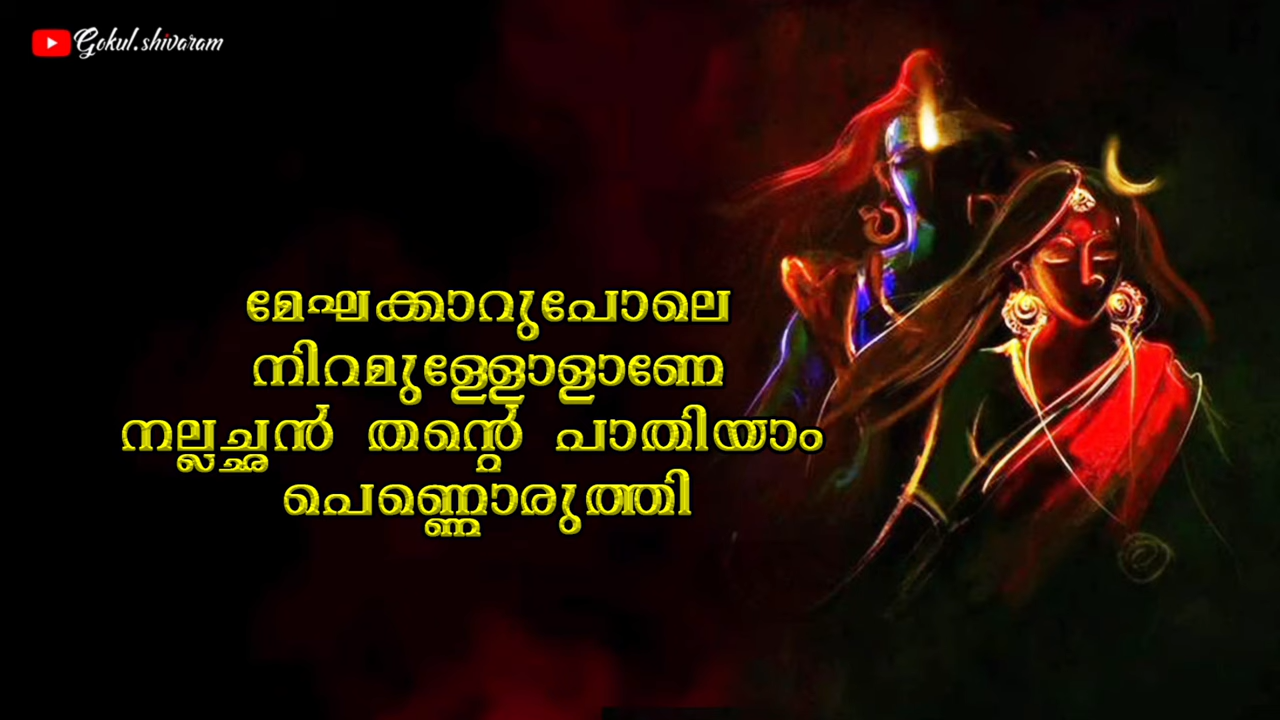 Gokul.shivaram
മേഘക്കാറുപോലെ
നിറമുള്ളോളാണേ
നല്ലച്ഛൻ തന്റെ പാതിയാം
പെണ്ണൊരുത്തി